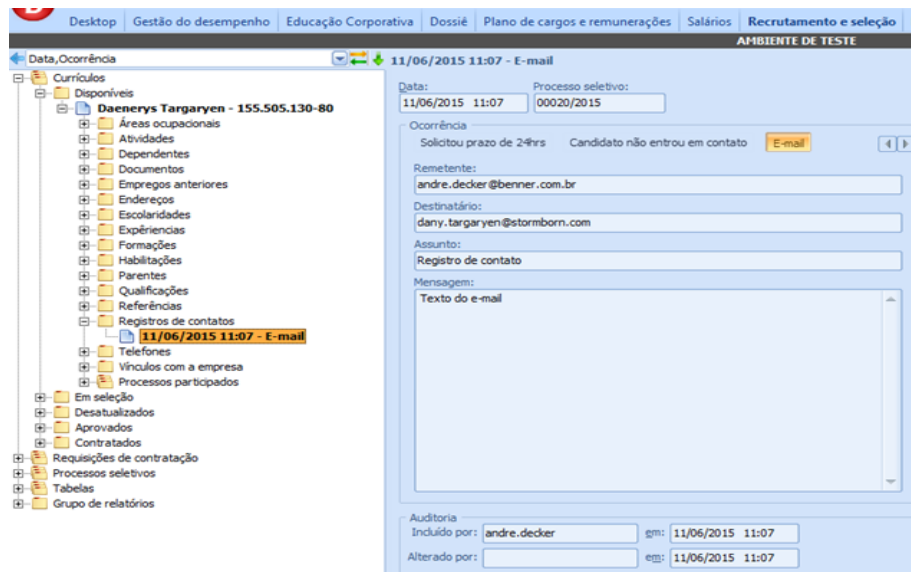 Desktop Gestão do desempenho Educação Corporativa Dossiê Plano de cargos e remunerações Salários Recrutamento e seleção
AMBIENTE DE TESTE
Data,Ocorrência
Currículos
Disponíveis
Daenerys Targaryen - 155.505.130-80
Áreas ocupacionais
Atividades
Dependentes
Documentos
Empregos anteriores
Endereços
Escolaridades
Expêriencias
Formações
Habilitações
Parentes
Qualificações
Referências
Registros de contatos
11/06/2015 11:07 - E-mail
Telefones
Vínculos com a empresa
Processos participados
Em seleção
Desatualizados
Aprovados
Contratados
Requisições de contratação
Processos seletivos
Tabelas
Grupo de relatórios
11/06/2015 11:07 - E-mail
Data: Processo seletivo:
11/06/2015 11:07 00020/2015
Ocorrência
Solicitou prazo de 24hrs Candidato não entrou em contato E-mail
Remetente:
andre.decker@benner.com.br
Destinatário:
dany.targaryen@stormborn.com
Assunto:
Registro de contato
Mensagem:
Texto do e-mail
Auditoria
Incluído por: andre.decker em: 11/06/2015 11:07
Alterado por: em: 11/06/2015 11:07